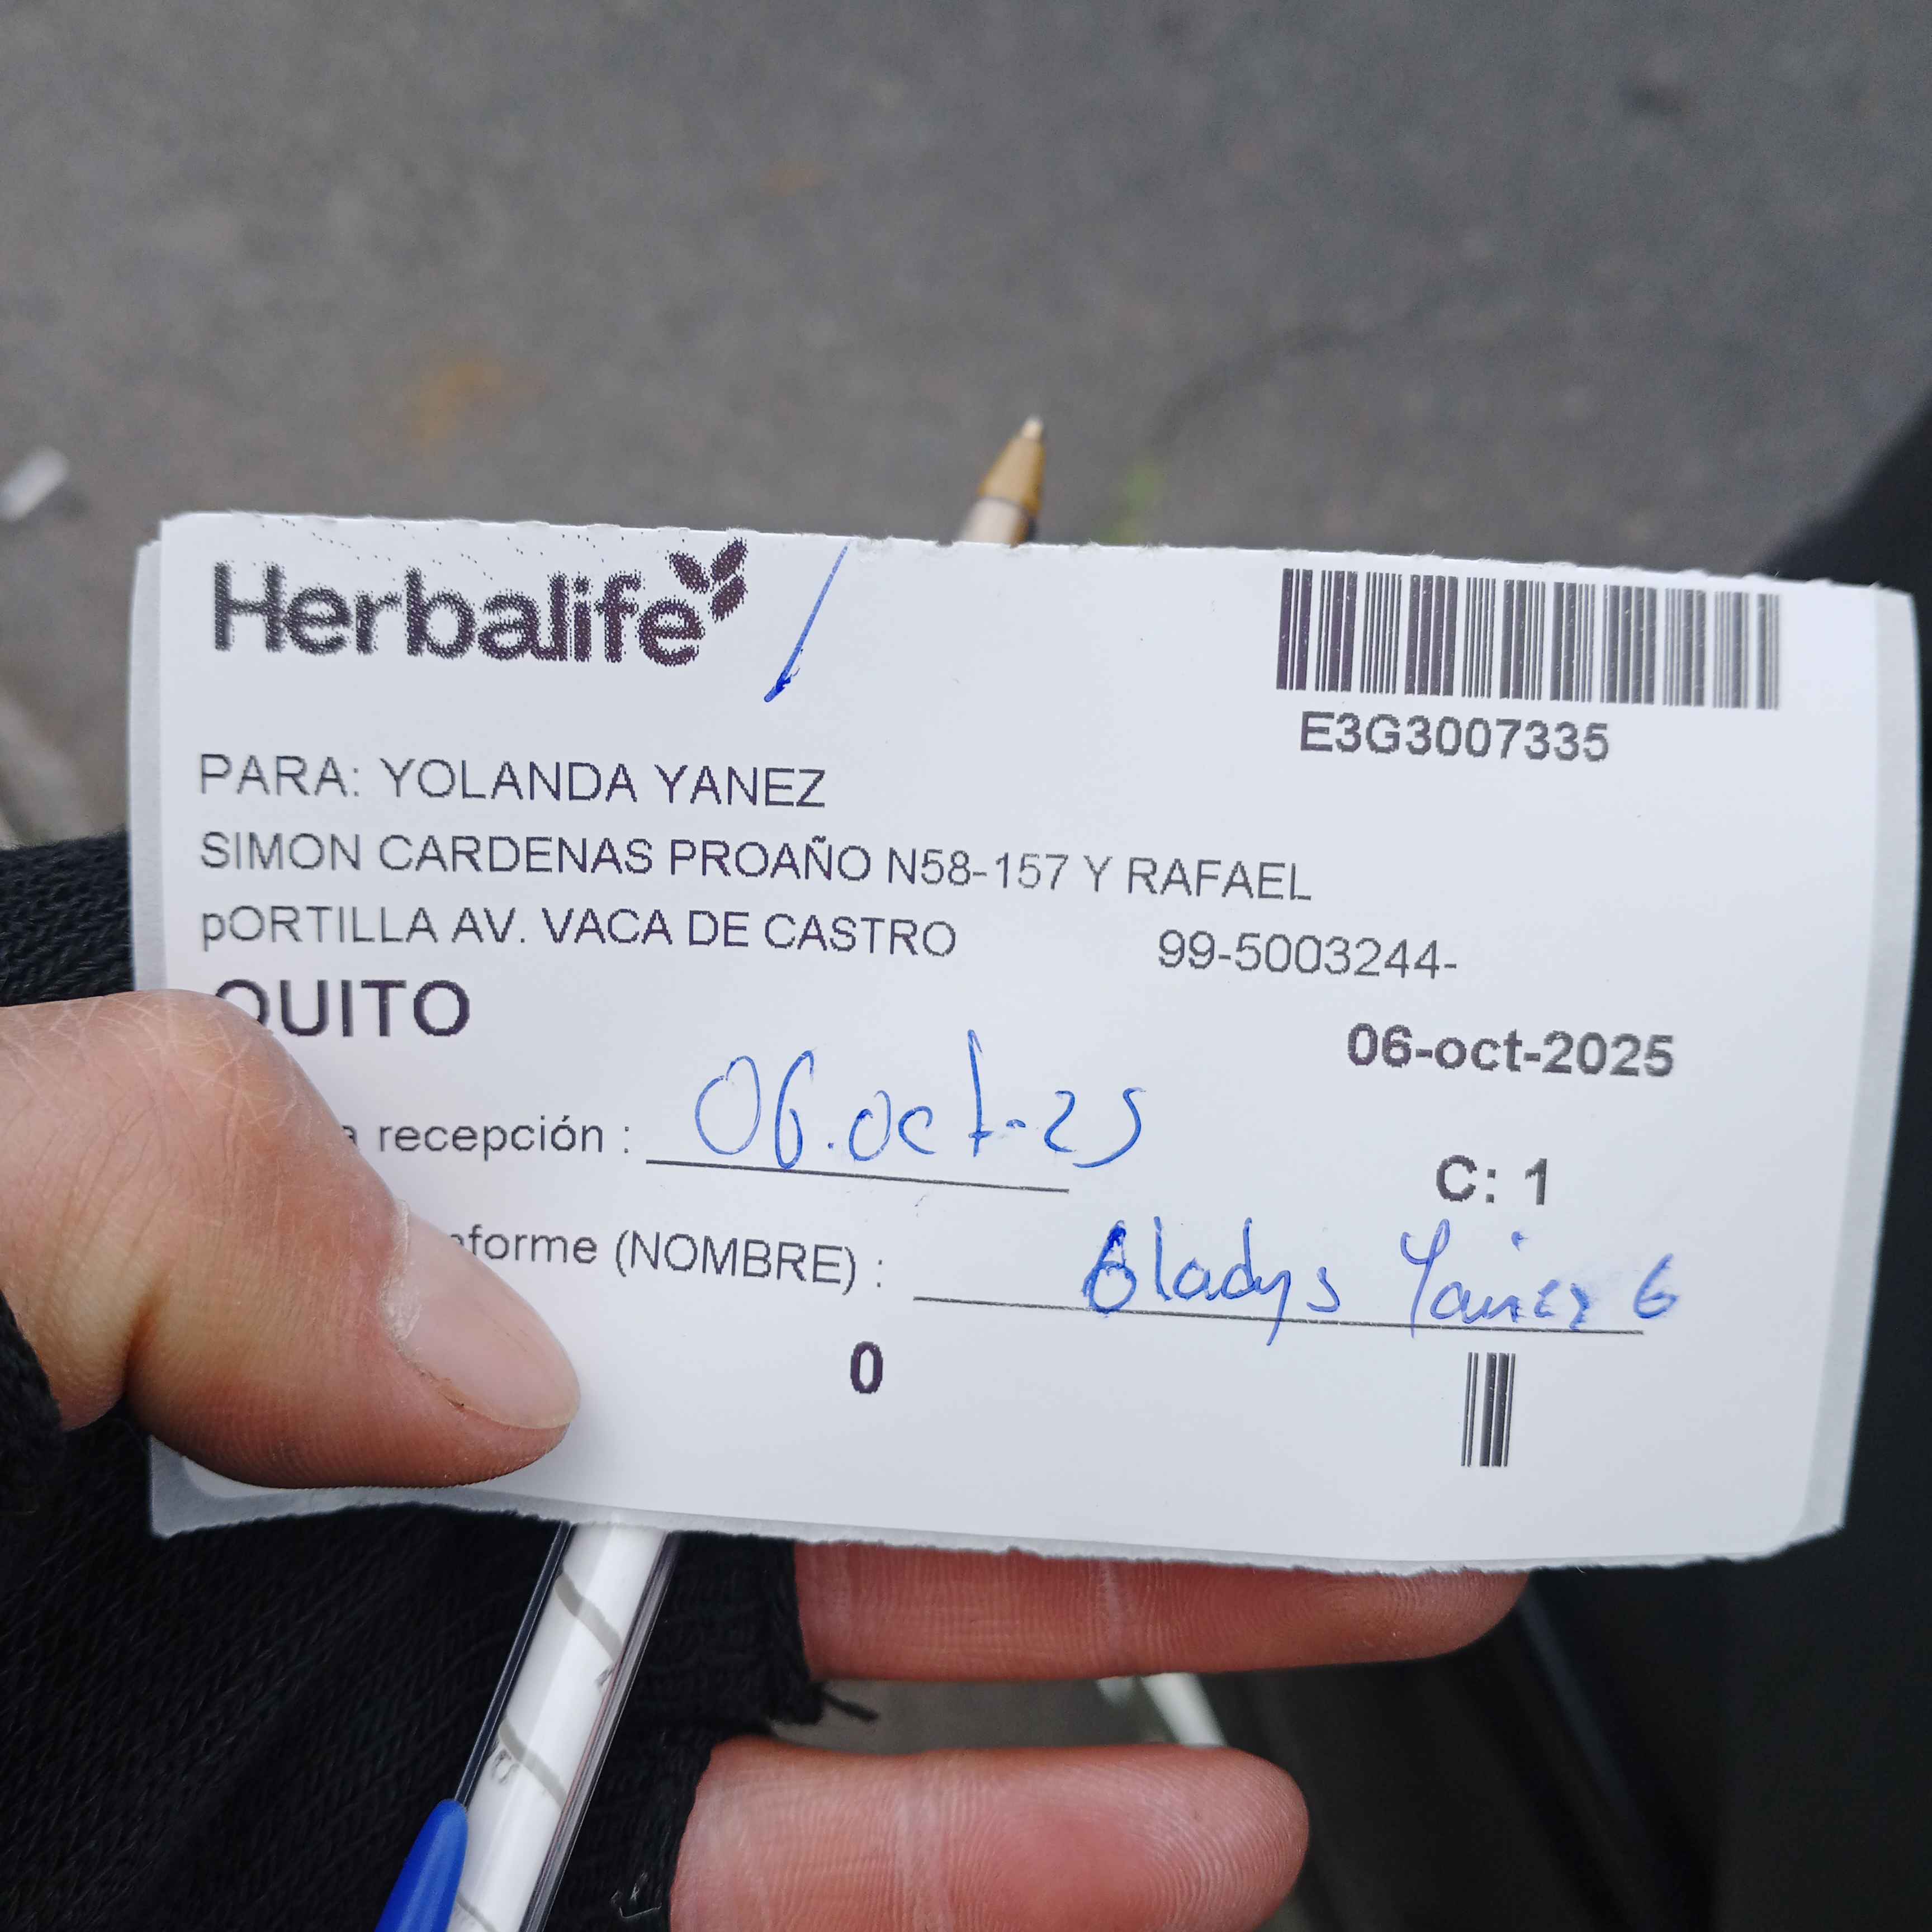 Herbalife
E3G3007335
PARA: YOLANDA YANEZ
SIMON CARDENAS PROAÑO N58-157 Y RAFAEL
pORTILLA AV. VACA DE CASTRO 99-5003244-
QUITO
06-oct-2025
recepción : 06.oct-25
C: 1
(NOMBRE) : Gladys Yanez G
0